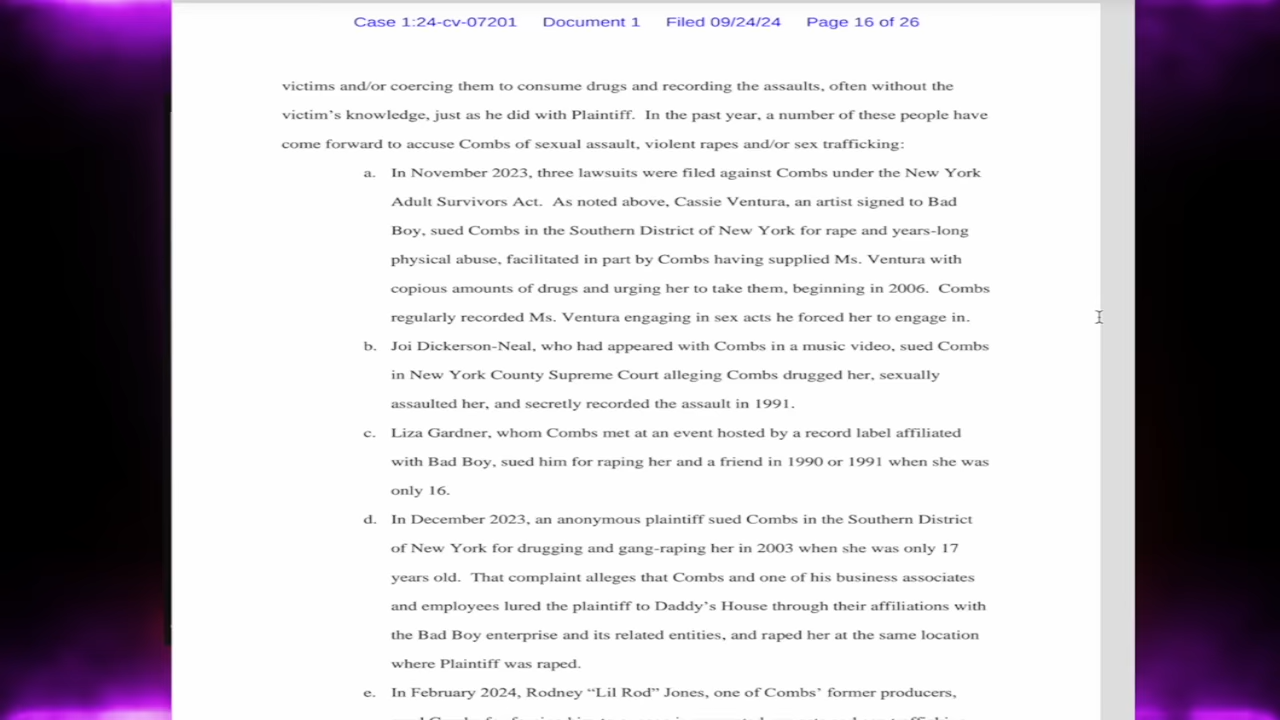 Case 1:24-cv-07201 Document 1 Filed 09/24/24 Page 16 of 26
victims and/or coercing them to consume drugs and recording the assaults, often without the
victim's knowledge, just as he did with Plaintiff. In the past year, a number of these people have
come forward to accuse Combs of sexual assault, violent rapes and/or sex trafficking:
a. In November 2023, three lawsuits were filed against Combs under the New York
Adult Survivors Act. As noted above, Cassie Ventura, an artist signed to Bad
Boy, sued Combs in the Southern District of New York for rape and years-long
physical abuse, facilitated in part by Combs having supplied Ms. Ventura with
copious amounts of drugs and urging her to take them, beginning in 2006. Combs
regularly recorded Ms. Ventura engaging in sex acts he forced her to engage in.
b. Joi Dickerson-Neal, who had appeared with Combs in a music video, sued Combs
in New York County Supreme Court alleging Combs drugged her, sexually
assaulted her, and secretly recorded the assault in 1991.
c. Liza Gardner, whom Combs met at an event hosted by a record label affiliated
with Bad Boy, sued him for raping her and a friend in 1990 or 1991 when she was
only 16.
d. In December 2023, an anonymous plaintiff sued Combs in the Southern District
of New York for drugging and gang-raping her in 2003 when she was only 17
years old. That complaint alleges that Combs and one of his business associates
and employees lured the plaintiff to Daddy's House through their affiliations with
the Bad Boy enterprise and its related entities, and raped her at the same location
where Plaintiff was raped.
e. In February 2024, Rodney "Lil Rod" Jones, one of Combs' former producers,